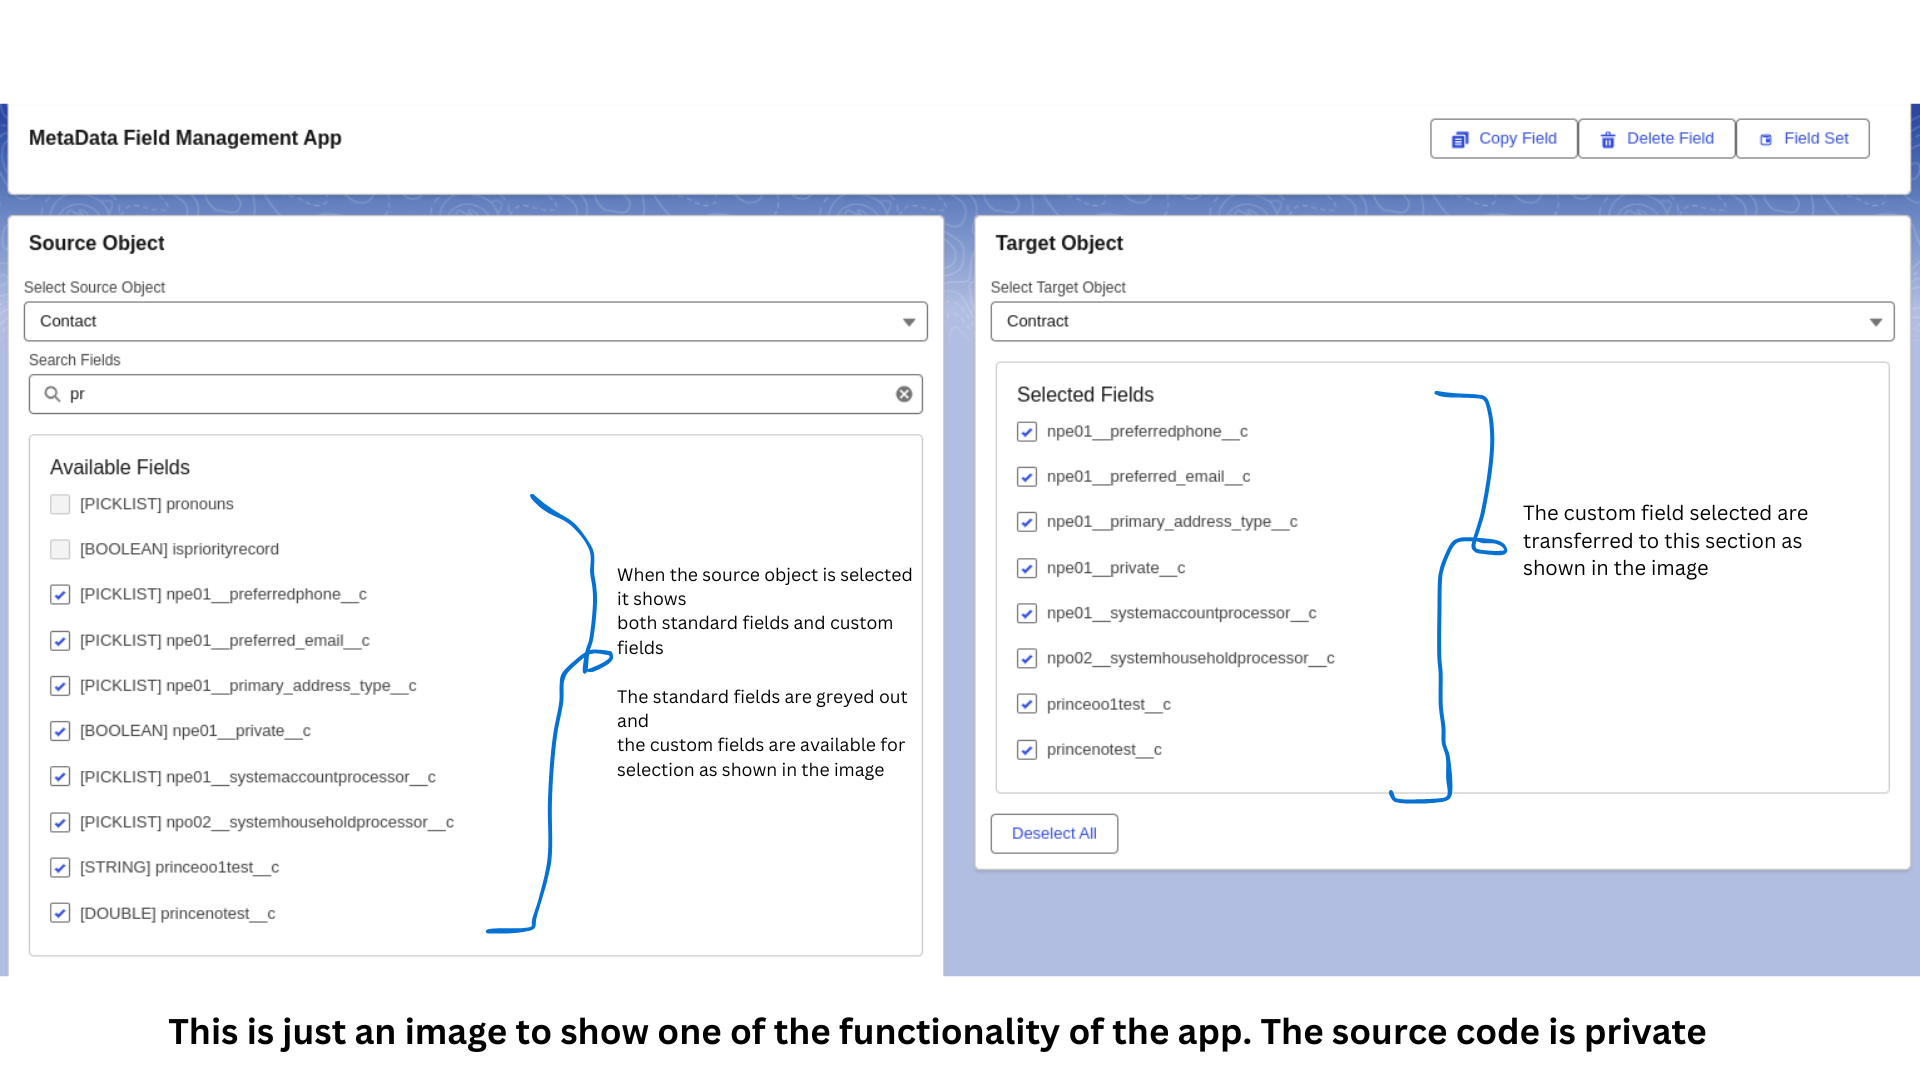 MetaData Field Management App
Copy Field
Delete Field
Field Set
Source Object
Select Source Object
Contact
Search Fields
pr
Available Fields
[PICKLIST] pronouns
[BOOLEAN] ispriorityrecord
[PICKLIST] npe01__preferredphone__c
[PICKLIST] npe01__preferred_email__c
[PICKLIST] npe01__primary_address_type__c
[BOOLEAN] npe01__private__c
[PICKLIST] npe01__systemaccountprocessor__c
[PICKLIST] npo02__systemhouseholdprocessor__c
[STRING] princeoo1test__c
[DOUBLE] princenotest__c
When the source object is selected
it shows
both standard fields and custom
fields
The standard fields are greyed out
and
the custom fields are available for
selection as shown in the image
Target Object
Select Target Object
Contract
Selected Fields
npe01__preferredphone__c
npe01__preferred_email__c
npe01__primary_address_type__c
npe01__private__c
npe01__systemaccountprocessor__c
npo02__systemhouseholdprocessor__c
princeoo1test__c
princenotest__c
The custom field selected are
transferred to this section as
shown in the image
Deselect All
This is just an image to show one of the functionality of the app. The source code is private